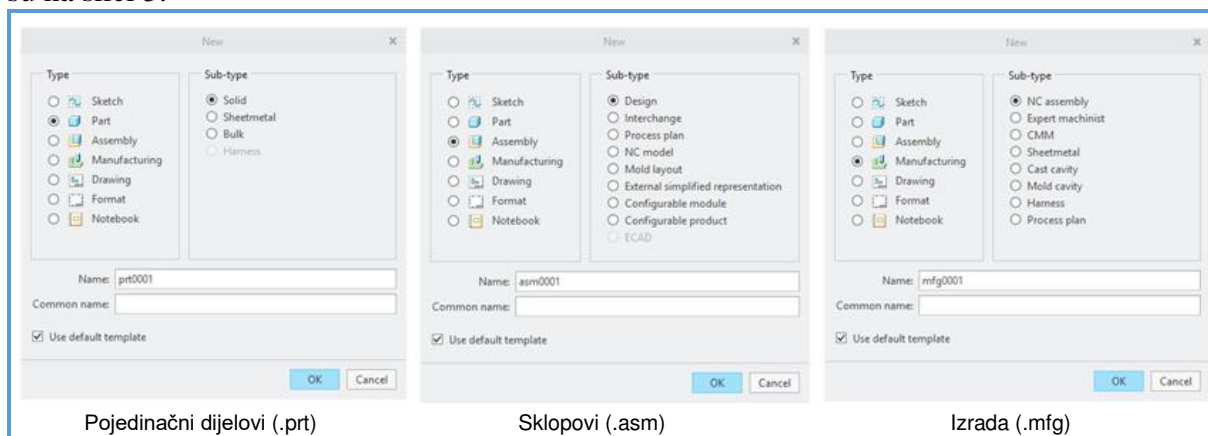 su na slici 3.
New
Type
Sketch
Part
Assembly
Manufacturing
Drawing
Format
Notebook
Sub-type
Solid
Sheetmetal
Bulk
Harness
Name: prt0001
Common name:
Use default template
OK Cancel
Pojedinačni dijelovi (.prt)
New
Type
Sketch
Part
Assembly
Manufacturing
Drawing
Format
Notebook
Sub-type
Design
Interchange
Process plan
NC model
Mold layout
External simplified representation
Configurable module
Configurable product
ECAD
Name: asm0001
Common name:
Use default template
OK Cancel
Sklopovi (.asm)
New
Type
Sketch
Part
Assembly
Manufacturing
Drawing
Format
Notebook
Sub-type
NC assembly
Expert machinist
CMM
Sheetmetal
Cast cavity
Mold cavity
Harness
Process plan
Name: mfg0001
Common name:
Use default template
OK Cancel
Izrada (.mfg)